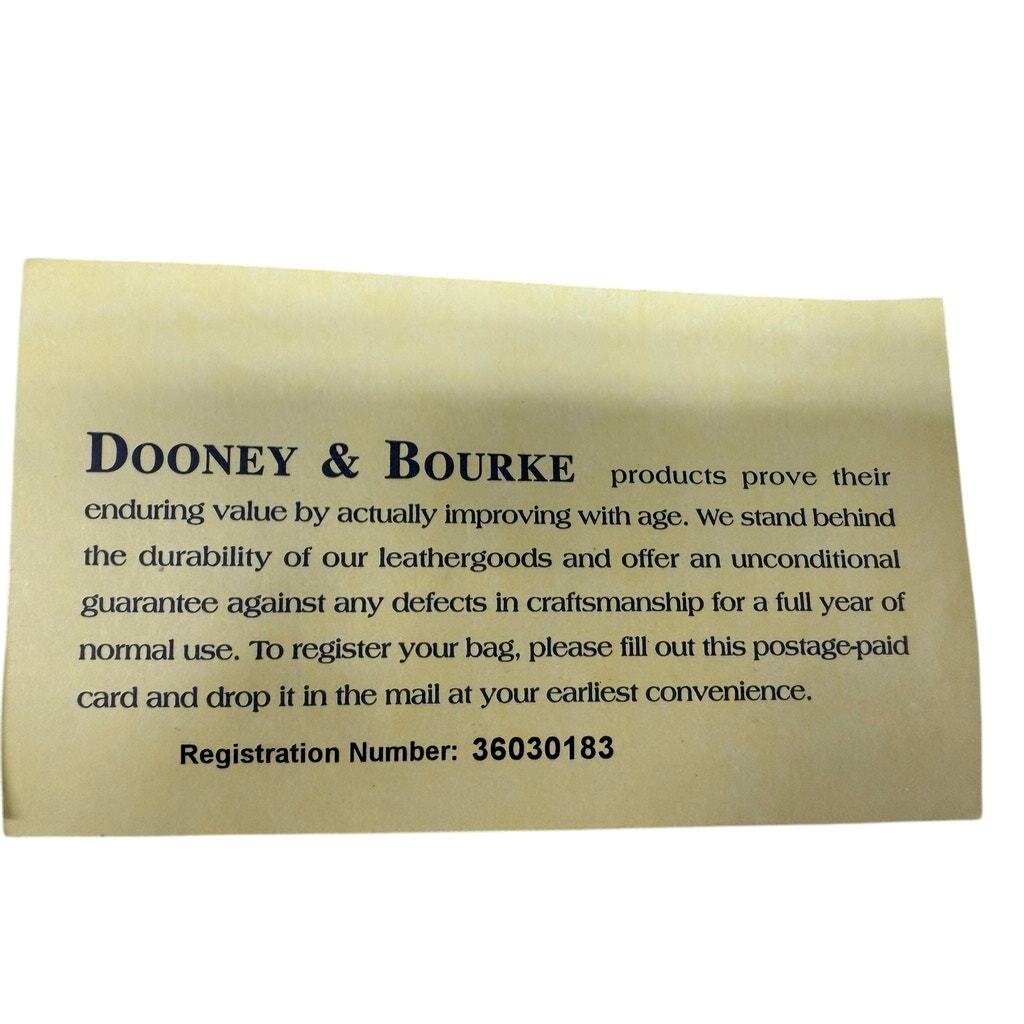 DOONEY & BOURKE products prove their
enduring value by actually improving with age. We stand behind
the durability of our leathergoods and offer an unconditional
guarantee against any defects in craftsmanship for a full year of
normal use. To register your bag, please fill out this postage-paid
card and drop it in the mail at your earliest convenience.
Registration Number: 36030183